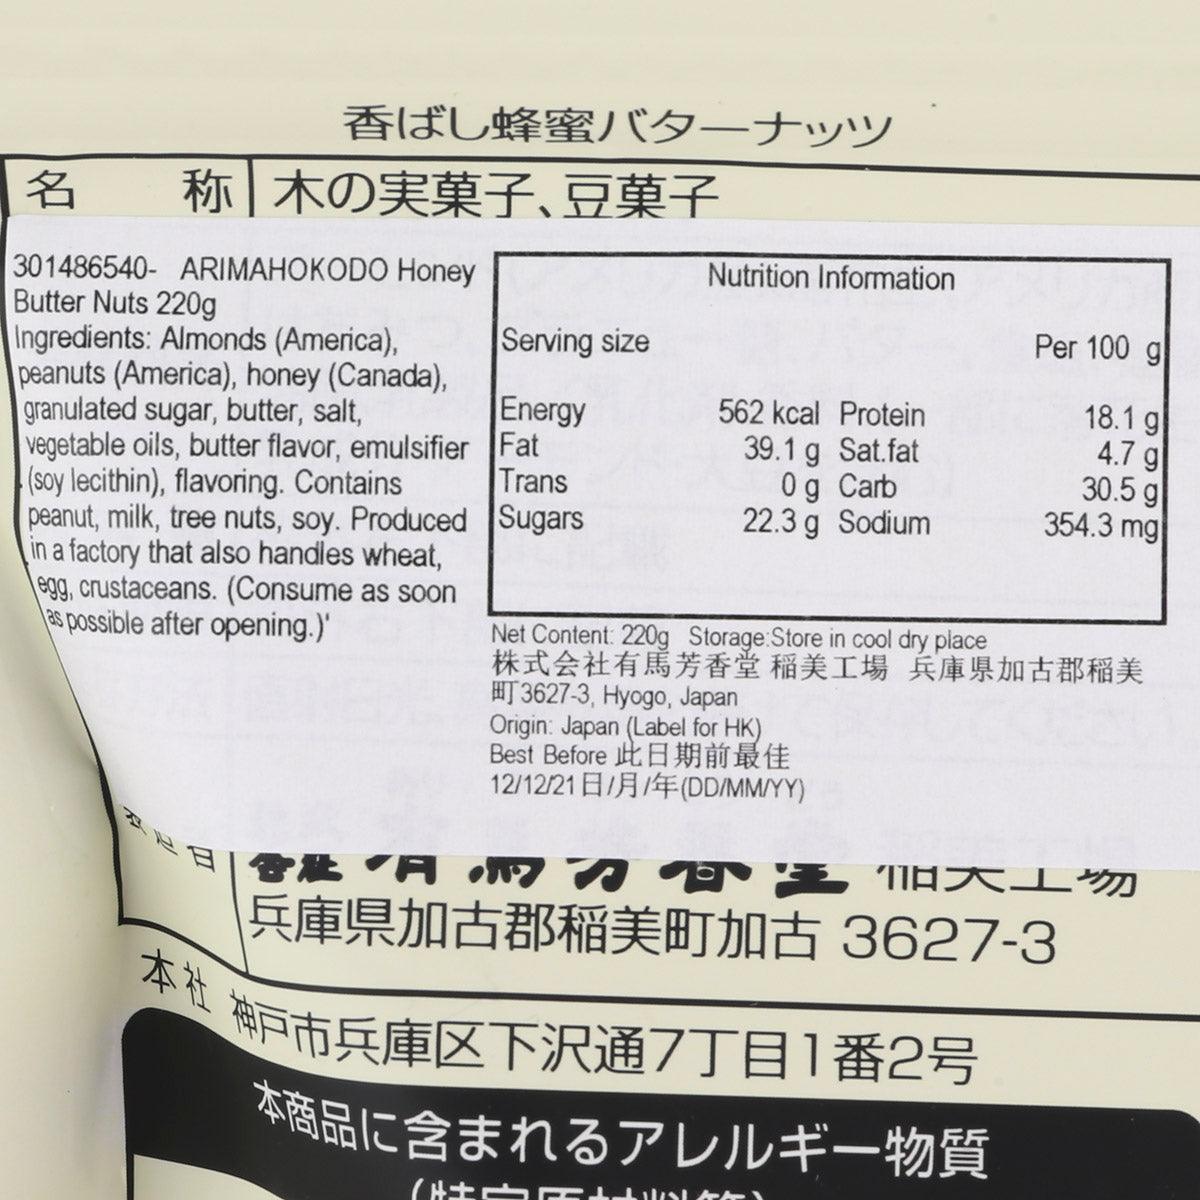 香ばし蜂蜜バターナッツ
名 称 木の実菓子、豆菓子
301486540- ARIMAHOKODO Honey
Butter Nuts 220g
Ingredients: Almonds (America),
peanuts (America), honey (Canada),
granulated sugar, butter, salt,
vegetable oils, butter flavor, emulsifier
(soy lecithin), flavoring. Contains
peanut, milk, tree nuts, soy. Produced
in a factory that also handles wheat,
egg, crustaceans. (Consume as soon
as possible after opening.)'
Nutrition Information
Serving size Per 100 g
Energy 562 kcal Protein 18.1 g
Fat 39.1 g Sat.fat 4.7 g
Trans 0 g Carb 30.5 g
Sugars 22.3 g Sodium 354.3 mg
Net Content: 220g Storage:Store in cool dry place
株式会社有馬芳香堂 稲美工場 兵庫県加古郡稲美
町3627-3, Hyogo, Japan
Origin: Japan (Label for HK)
Best Before 此日期前最佳
12/12/21日/月/年(DD/MM/YY)
有馬芳香堂 稲美工場
兵庫県加古郡稲美町加古 3627-3
本社 神戸市兵庫区下沢通7丁目1番2号
本商品に含まれるアレルギー物質